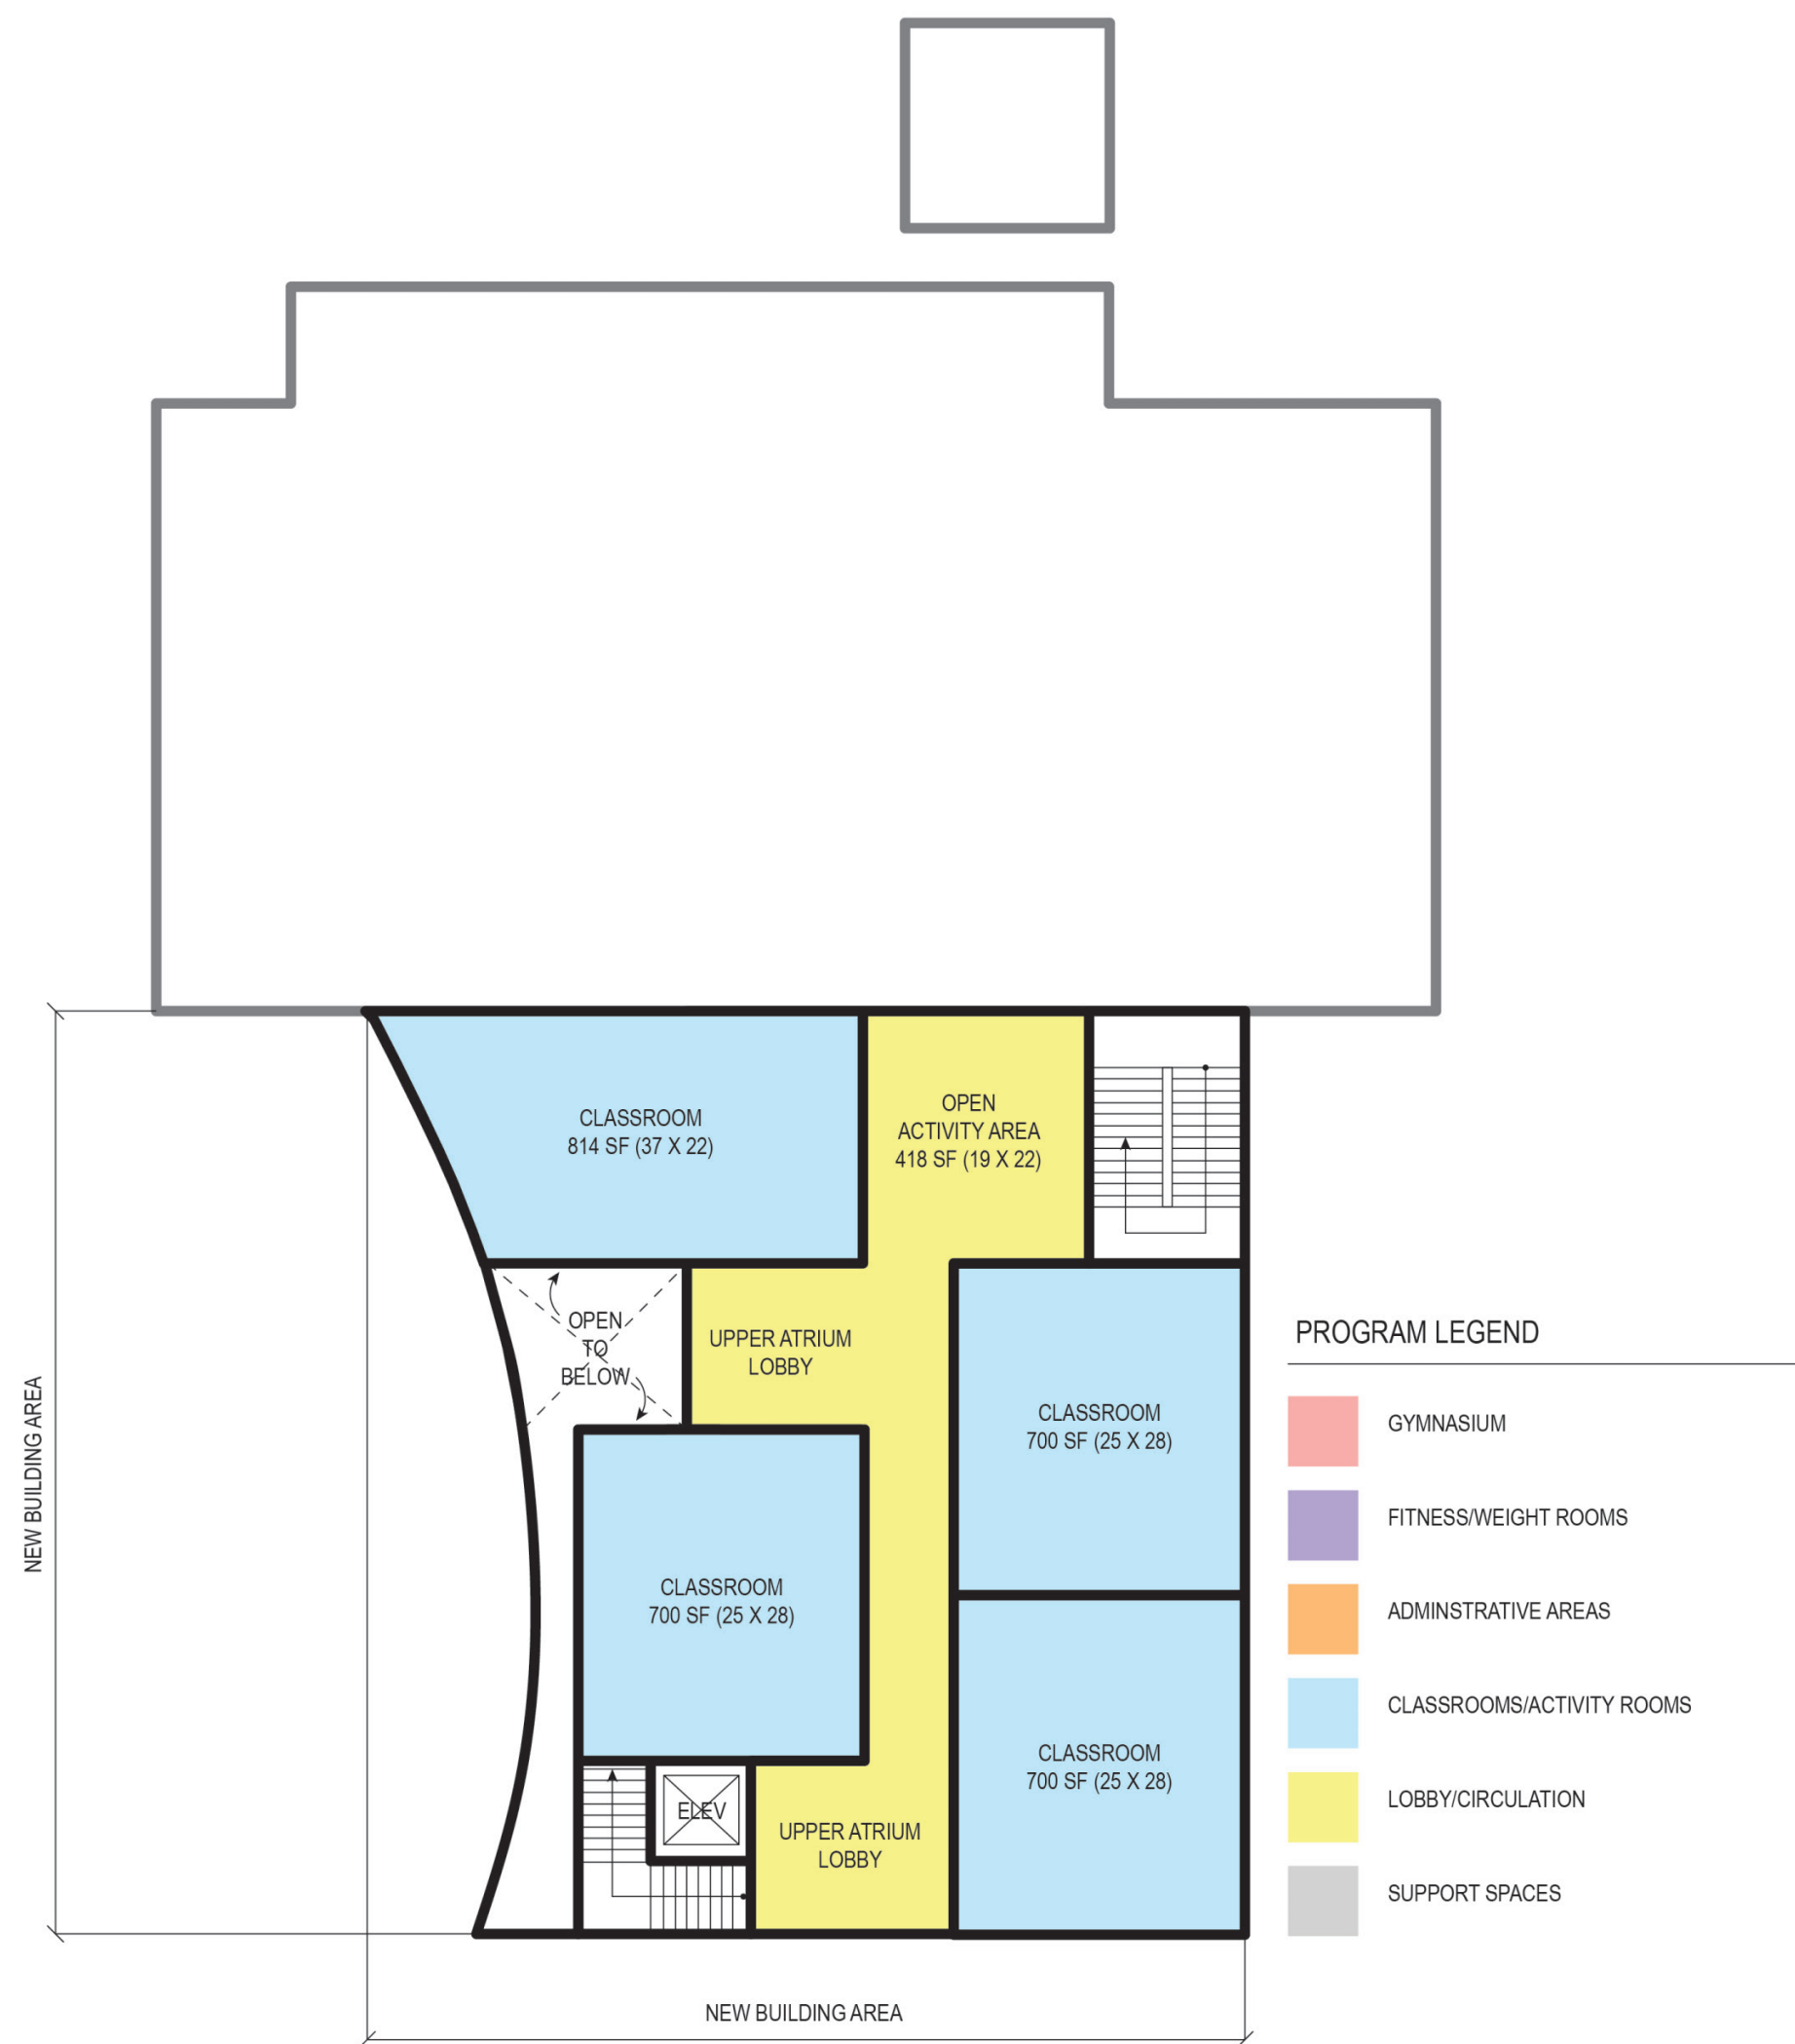 CLASSROOM
814 SF (37 X 22)
OPEN
ACTIVITY AREA
418 SF (19 X 22)
OPEN
TO
BELOW
UPPER ATRIUM
LOBBY
CLASSROOM
700 SF (25 X 28)
CLASSROOM
700 SF (25 X 28)
CLASSROOM
700 SF (25 X 28)
ELEV
UPPER ATRIUM
LOBBY
NEW BUILDING AREA
NEW BUILDING AREA
PROGRAM LEGEND
GYMNASIUM
FITNESS/WEIGHT ROOMS
ADMINSTRATIVE AREAS
CLASSROOMS/ACTIVITY ROOMS
LOBBY/CIRCULATION
SUPPORT SPACES